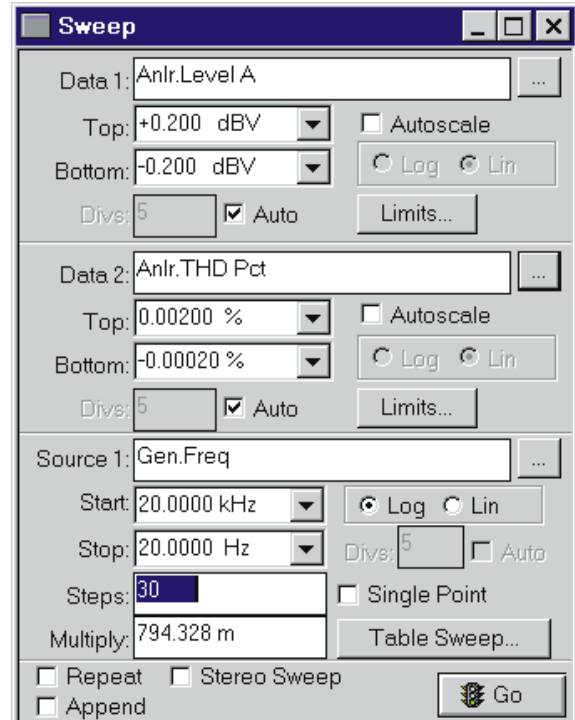 Sweep
Data 1: Anlr.Level A ...
Top: +0.200 dBV Autoscale
Bottom: -0.200 dBV Log Lin
Divs: 5 Auto Limits...
Data 2: Anlr.THD Pct ...
Top: 0.00200 % Autoscale
Bottom: -0.00020 % Log Lin
Divs: 5 Auto Limits...
Source 1: Gen.Freq ...
Start: 20.0000 kHz Log Lin
Stop: 20.0000 Hz Divs: 5 Auto
Steps: 30 Single Point
Multiply: 794.328 m Table Sweep...
Repeat Stereo Sweep
Append Go